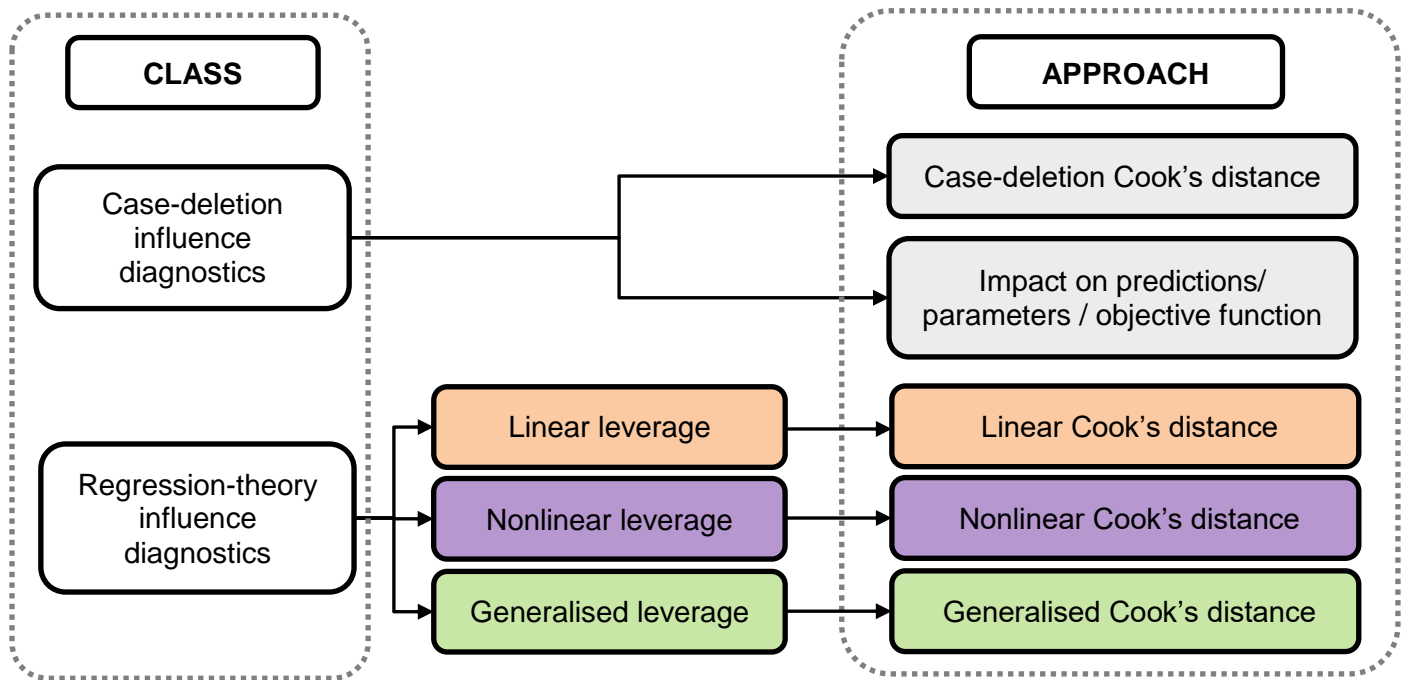 CLASS
APPROACH
Case-deletion
influence
diagnostics
Case-deletion Cook's distance
Impact on predictions/
parameters / objective function
Regression-theory
influence
diagnostics
Linear leverage
Linear Cook's distance
Nonlinear leverage
Nonlinear Cook's distance
Generalised leverage
Generalised Cook's distance